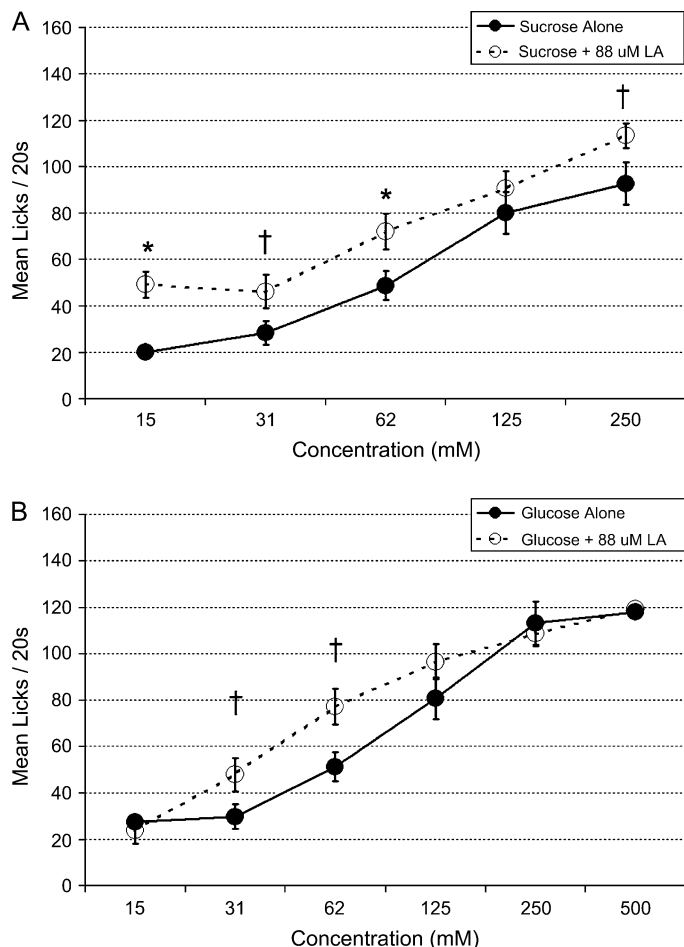 A
160
140
120
100
80
60
40
20
0
Mean Licks / 20s
Sucrose Alone
Sucrose + 88 uM LA
*
†
*
†
15 31 62 125 250
Concentration (mM)
B
160
140
120
100
80
60
40
20
0
Mean Licks / 20s
Glucose Alone
Glucose + 88 uM LA
†
†
15 31 62 125 250 500
Concentration (mM)